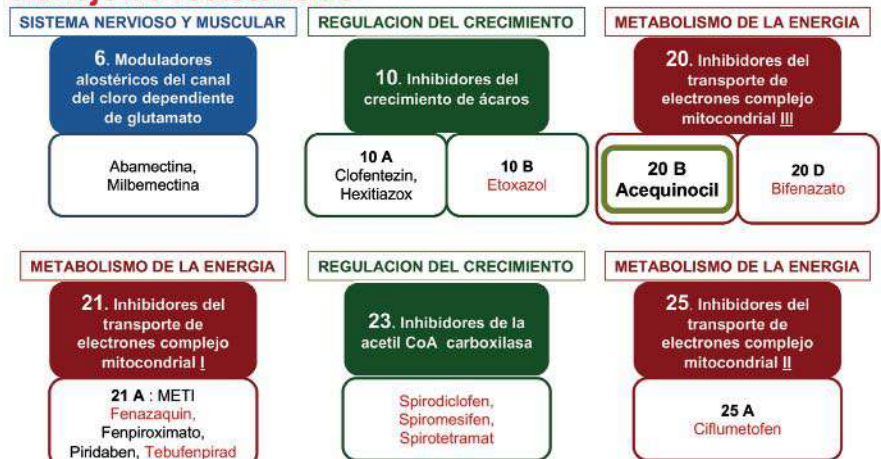 SISTEMA NERVIOSO Y MUSCULAR
6. Moduladores
alostéricos del canal
del cloro dependiente
de glutamato
Abamectina,
Milbemectina
REGULACION DEL CRECIMIENTO
10. Inhibidores del
crecimiento de ácaros
10 A
Clofentezin,
Hexitiazox
10 B
Etoxazol
METABOLISMO DE LA ENERGIA
20. Inhibidores del
transporte de
electrones complejo
mitocondrial III
20 B
Acequinocil
20 D
Bifenazato
METABOLISMO DE LA ENERGIA
21. Inhibidores del
transporte de
electrones complejo
mitocondrial I
21 A : METI
Fenazaquin,
Fenpiroximato,
Piridaben, Tebufenpirad
REGULACION DEL CRECIMIENTO
23. Inhibidores de la
acetil CoA carboxilasa
Spirodiclofen,
Spiromesifen,
Spirotetramat
METABOLISMO DE LA ENERGIA
25. Inhibidores del
transporte de
electrones complejo
mitocondrial II
25 A
Ciflumetofen